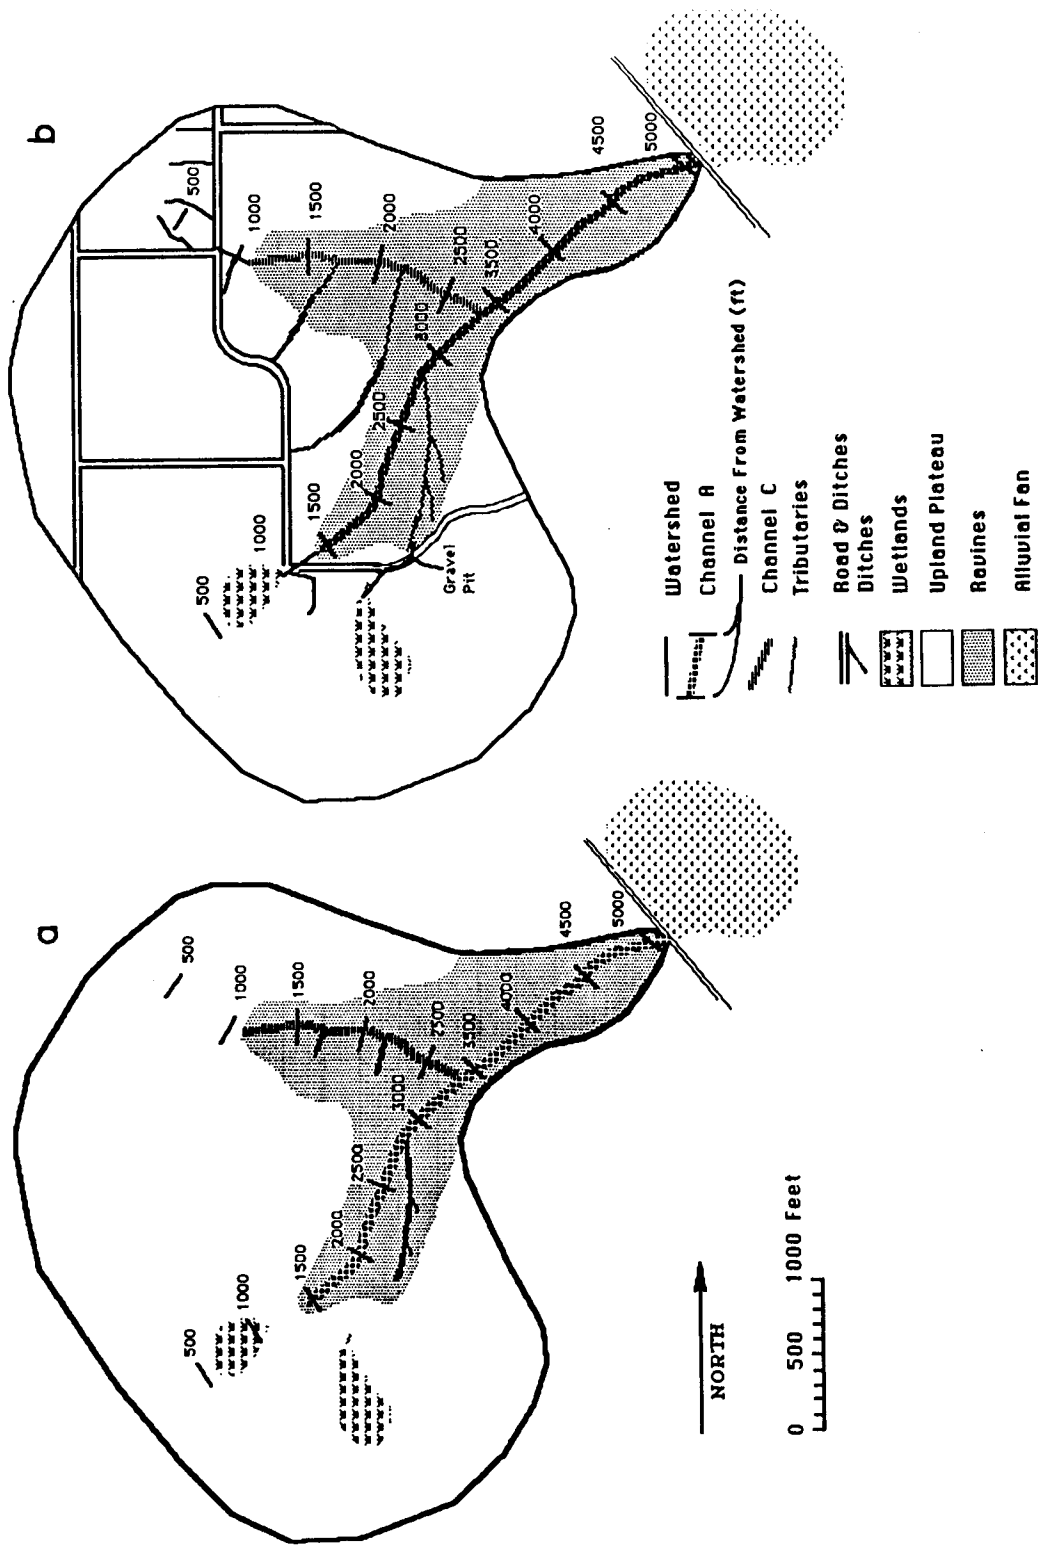 a
500
1000
500
1000
1500
2000
2500
3000
1500
2000
2500
3500
4000
4500
5000
NORTH
0 500 1000 Feet
b
500
1000
500
1000
1500
2000
2500
3000
1500
2000
2500
3500
4000
4500
5000
Gravel
Pit
Watershed
Channel A
Distance From Watershed (ft)
Channel C
Tributaries
Road & Ditches
Ditches
Wetlands
Upland Plateau
Ravines
Alluvial Fan